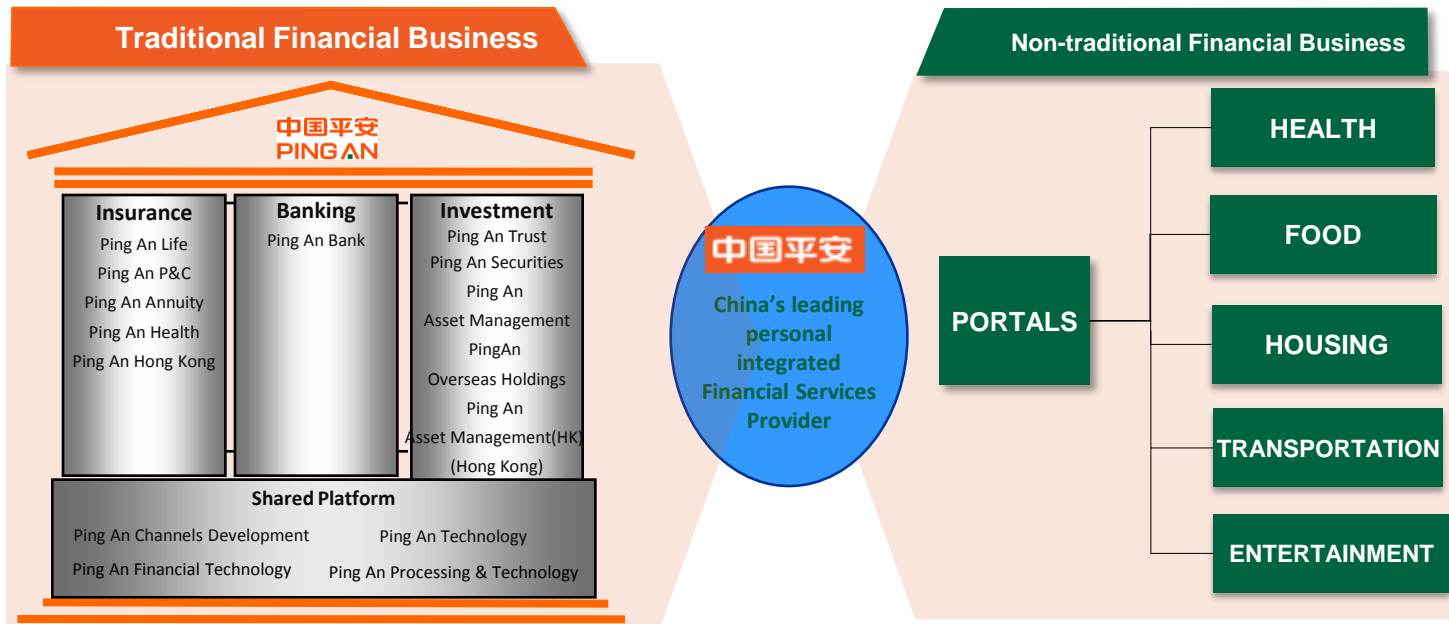 Traditional Financial Business
中国平安
PINGAN
Insurance
Ping An Life
Ping An P&C
Ping An Annuity
Ping An Health
Ping An Hong Kong
Banking
Ping An Bank
Investment
Ping An Trust
Ping An Securities
Ping An
Asset Management
PingAn
Overseas Holdings
Ping An
Asset Management(HK)
(Hong Kong)
Shared Platform
Ping An Channels Development
Ping An Technology
Ping An Financial Technology
Ping An Processing & Technology
中国平安
China's leading
personal
integrated
Financial Services
Provider
Non-traditional Financial Business
PORTALS
HEALTH
FOOD
HOUSING
TRANSPORTATION
ENTERTAINMENT